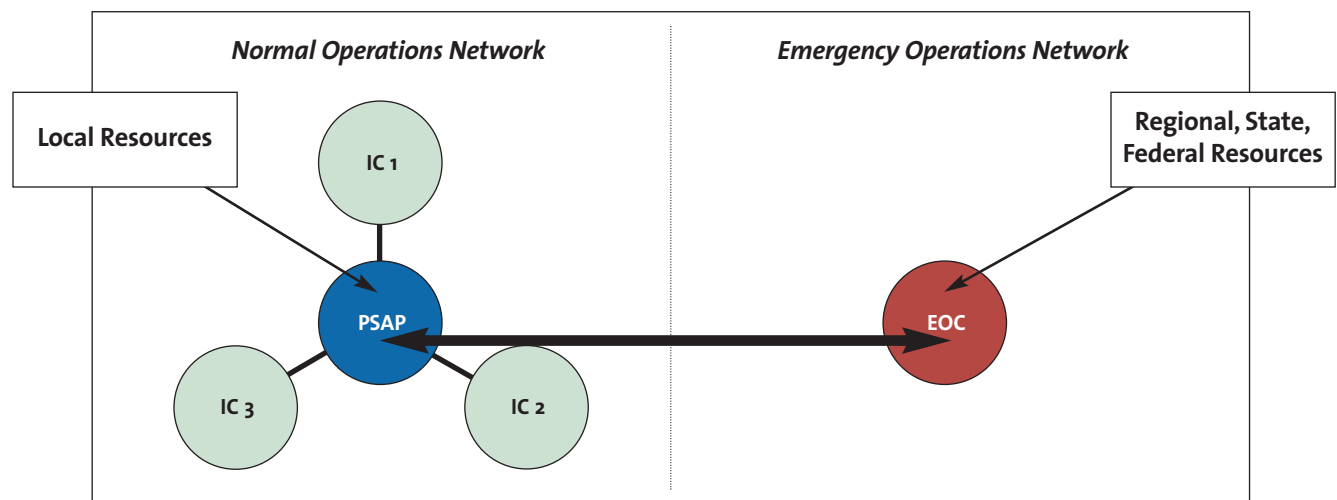 Normal Operations Network
Emergency Operations Network
Local Resources
Regional, State,
Federal Resources
IC 1
PSAP
EOC
IC 3
IC 2